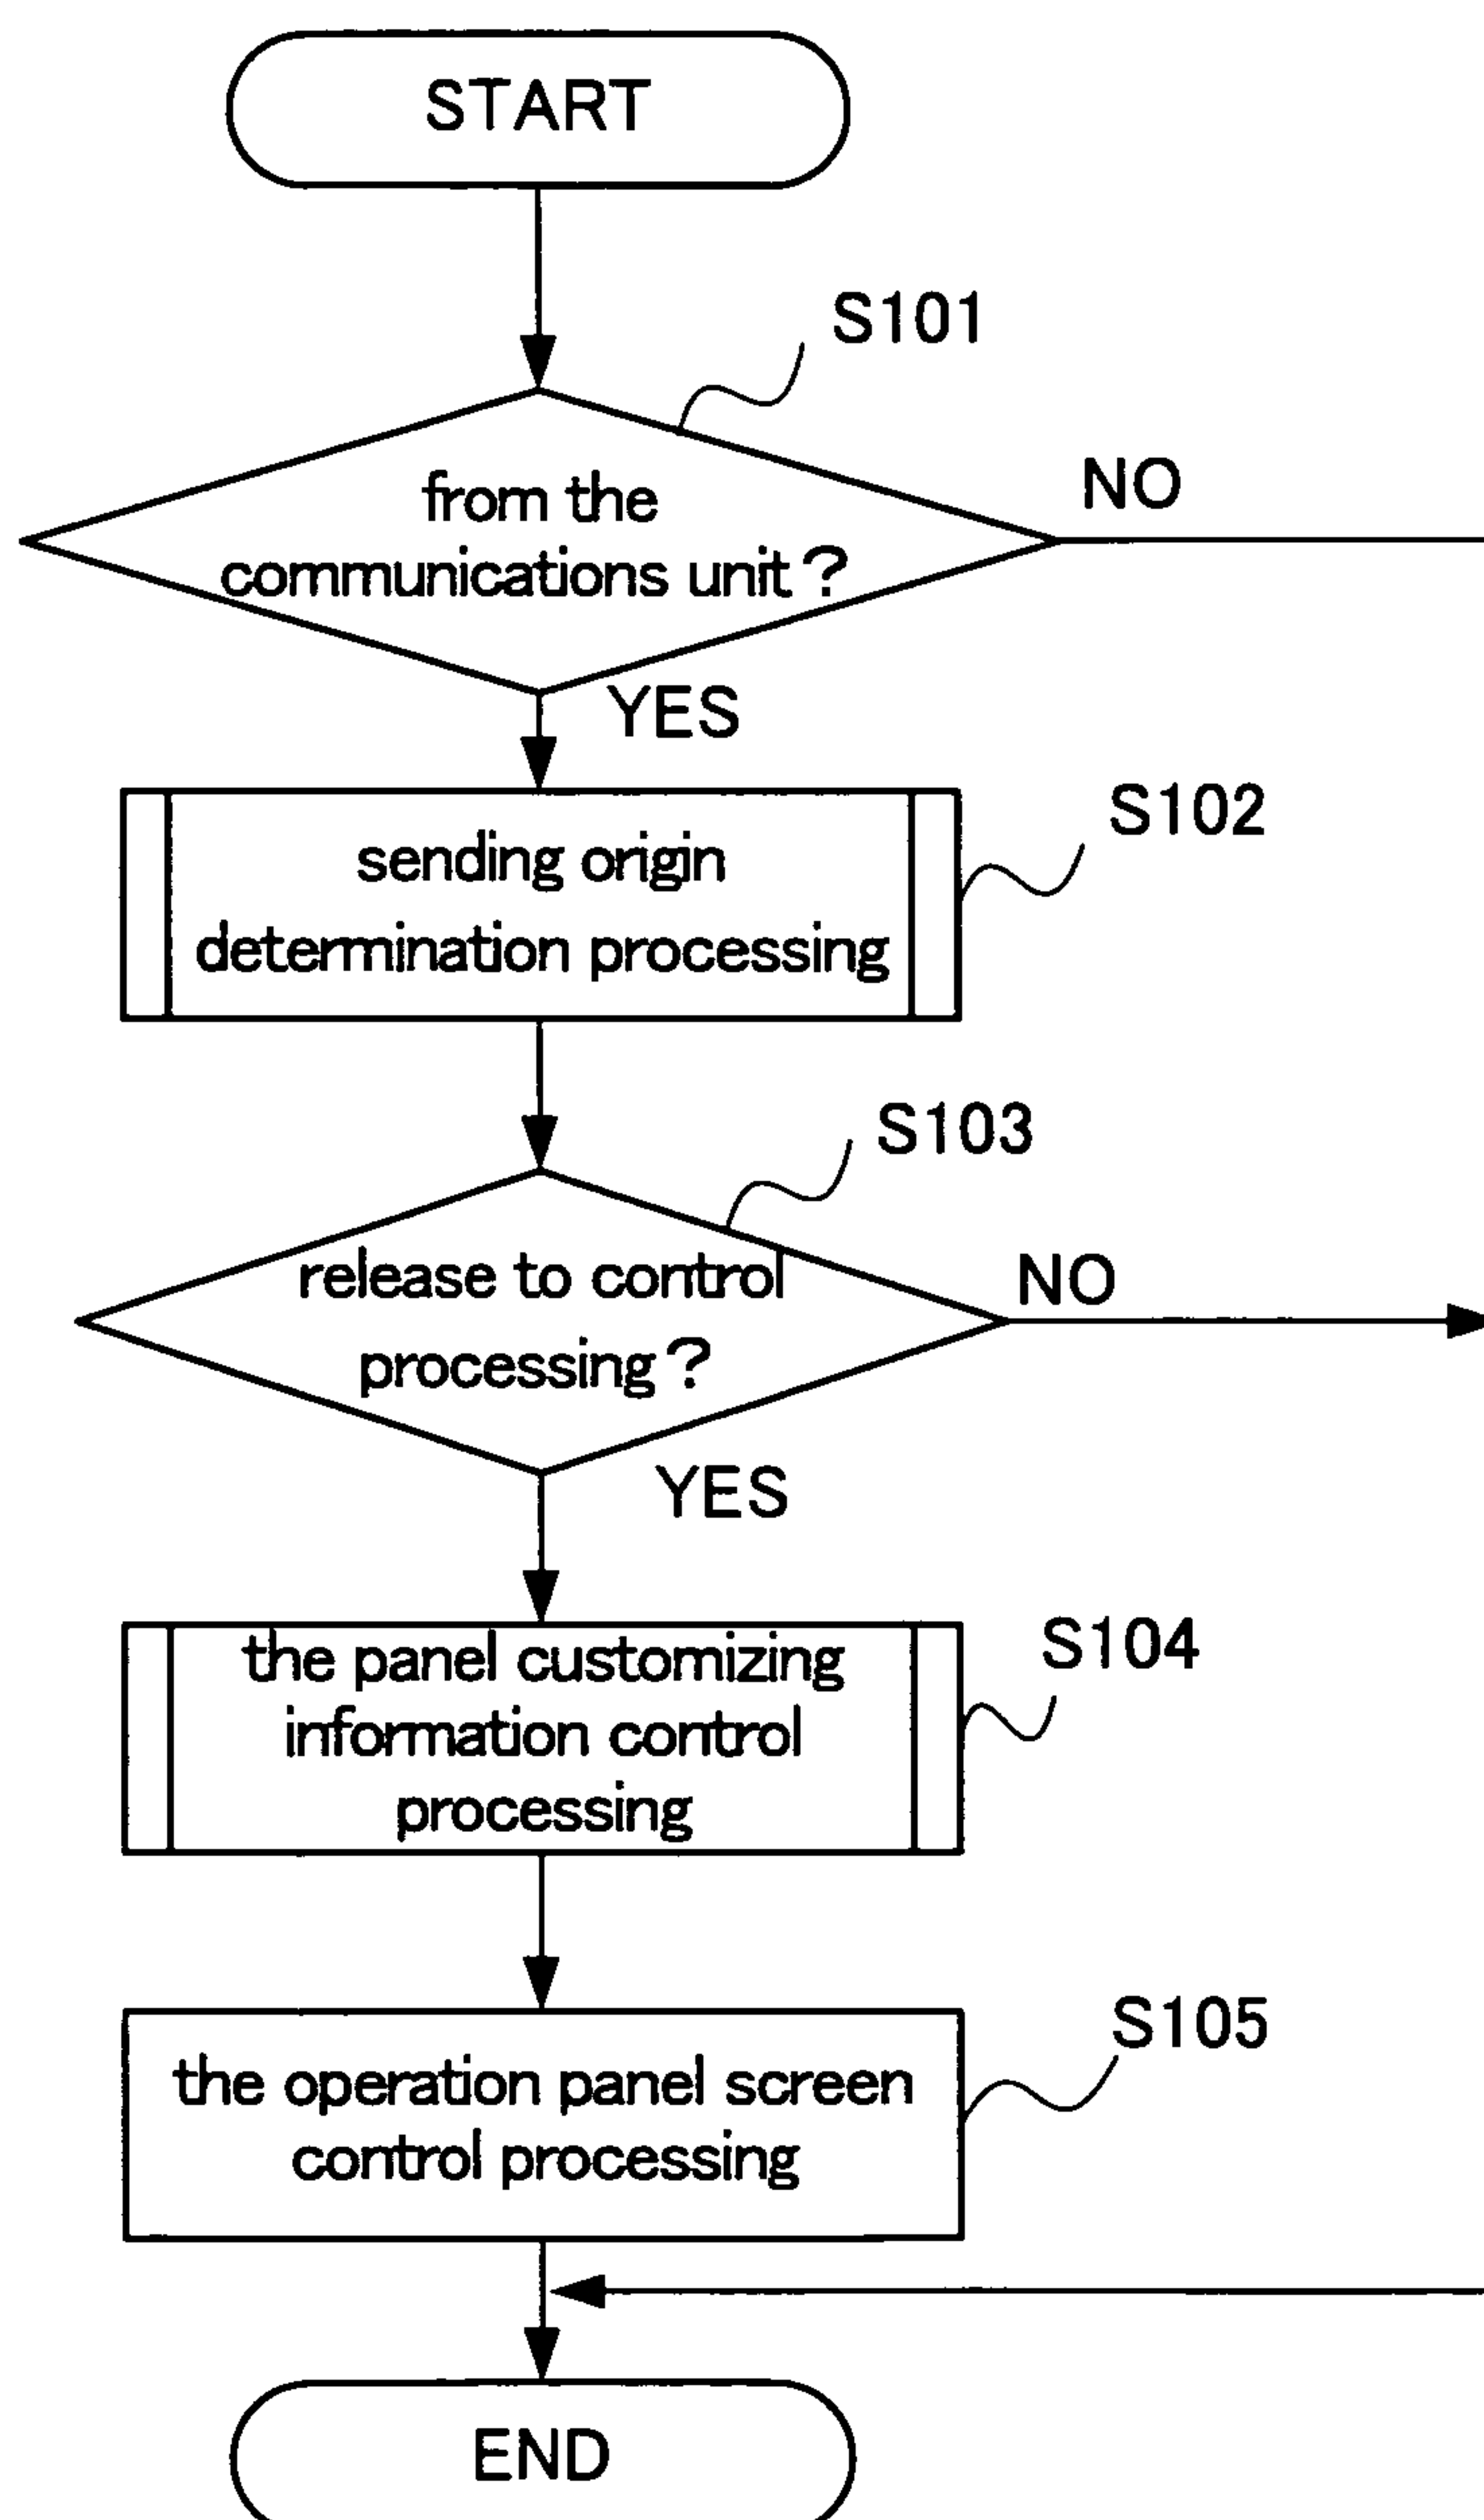 START
S101
from the
communications unit?
NO
YES
S102
sending origin
determination processing
S103
release to control
processing?
NO
YES
S104
the panel customizing
information control
processing
S105
the operation panel screen
control processing
END